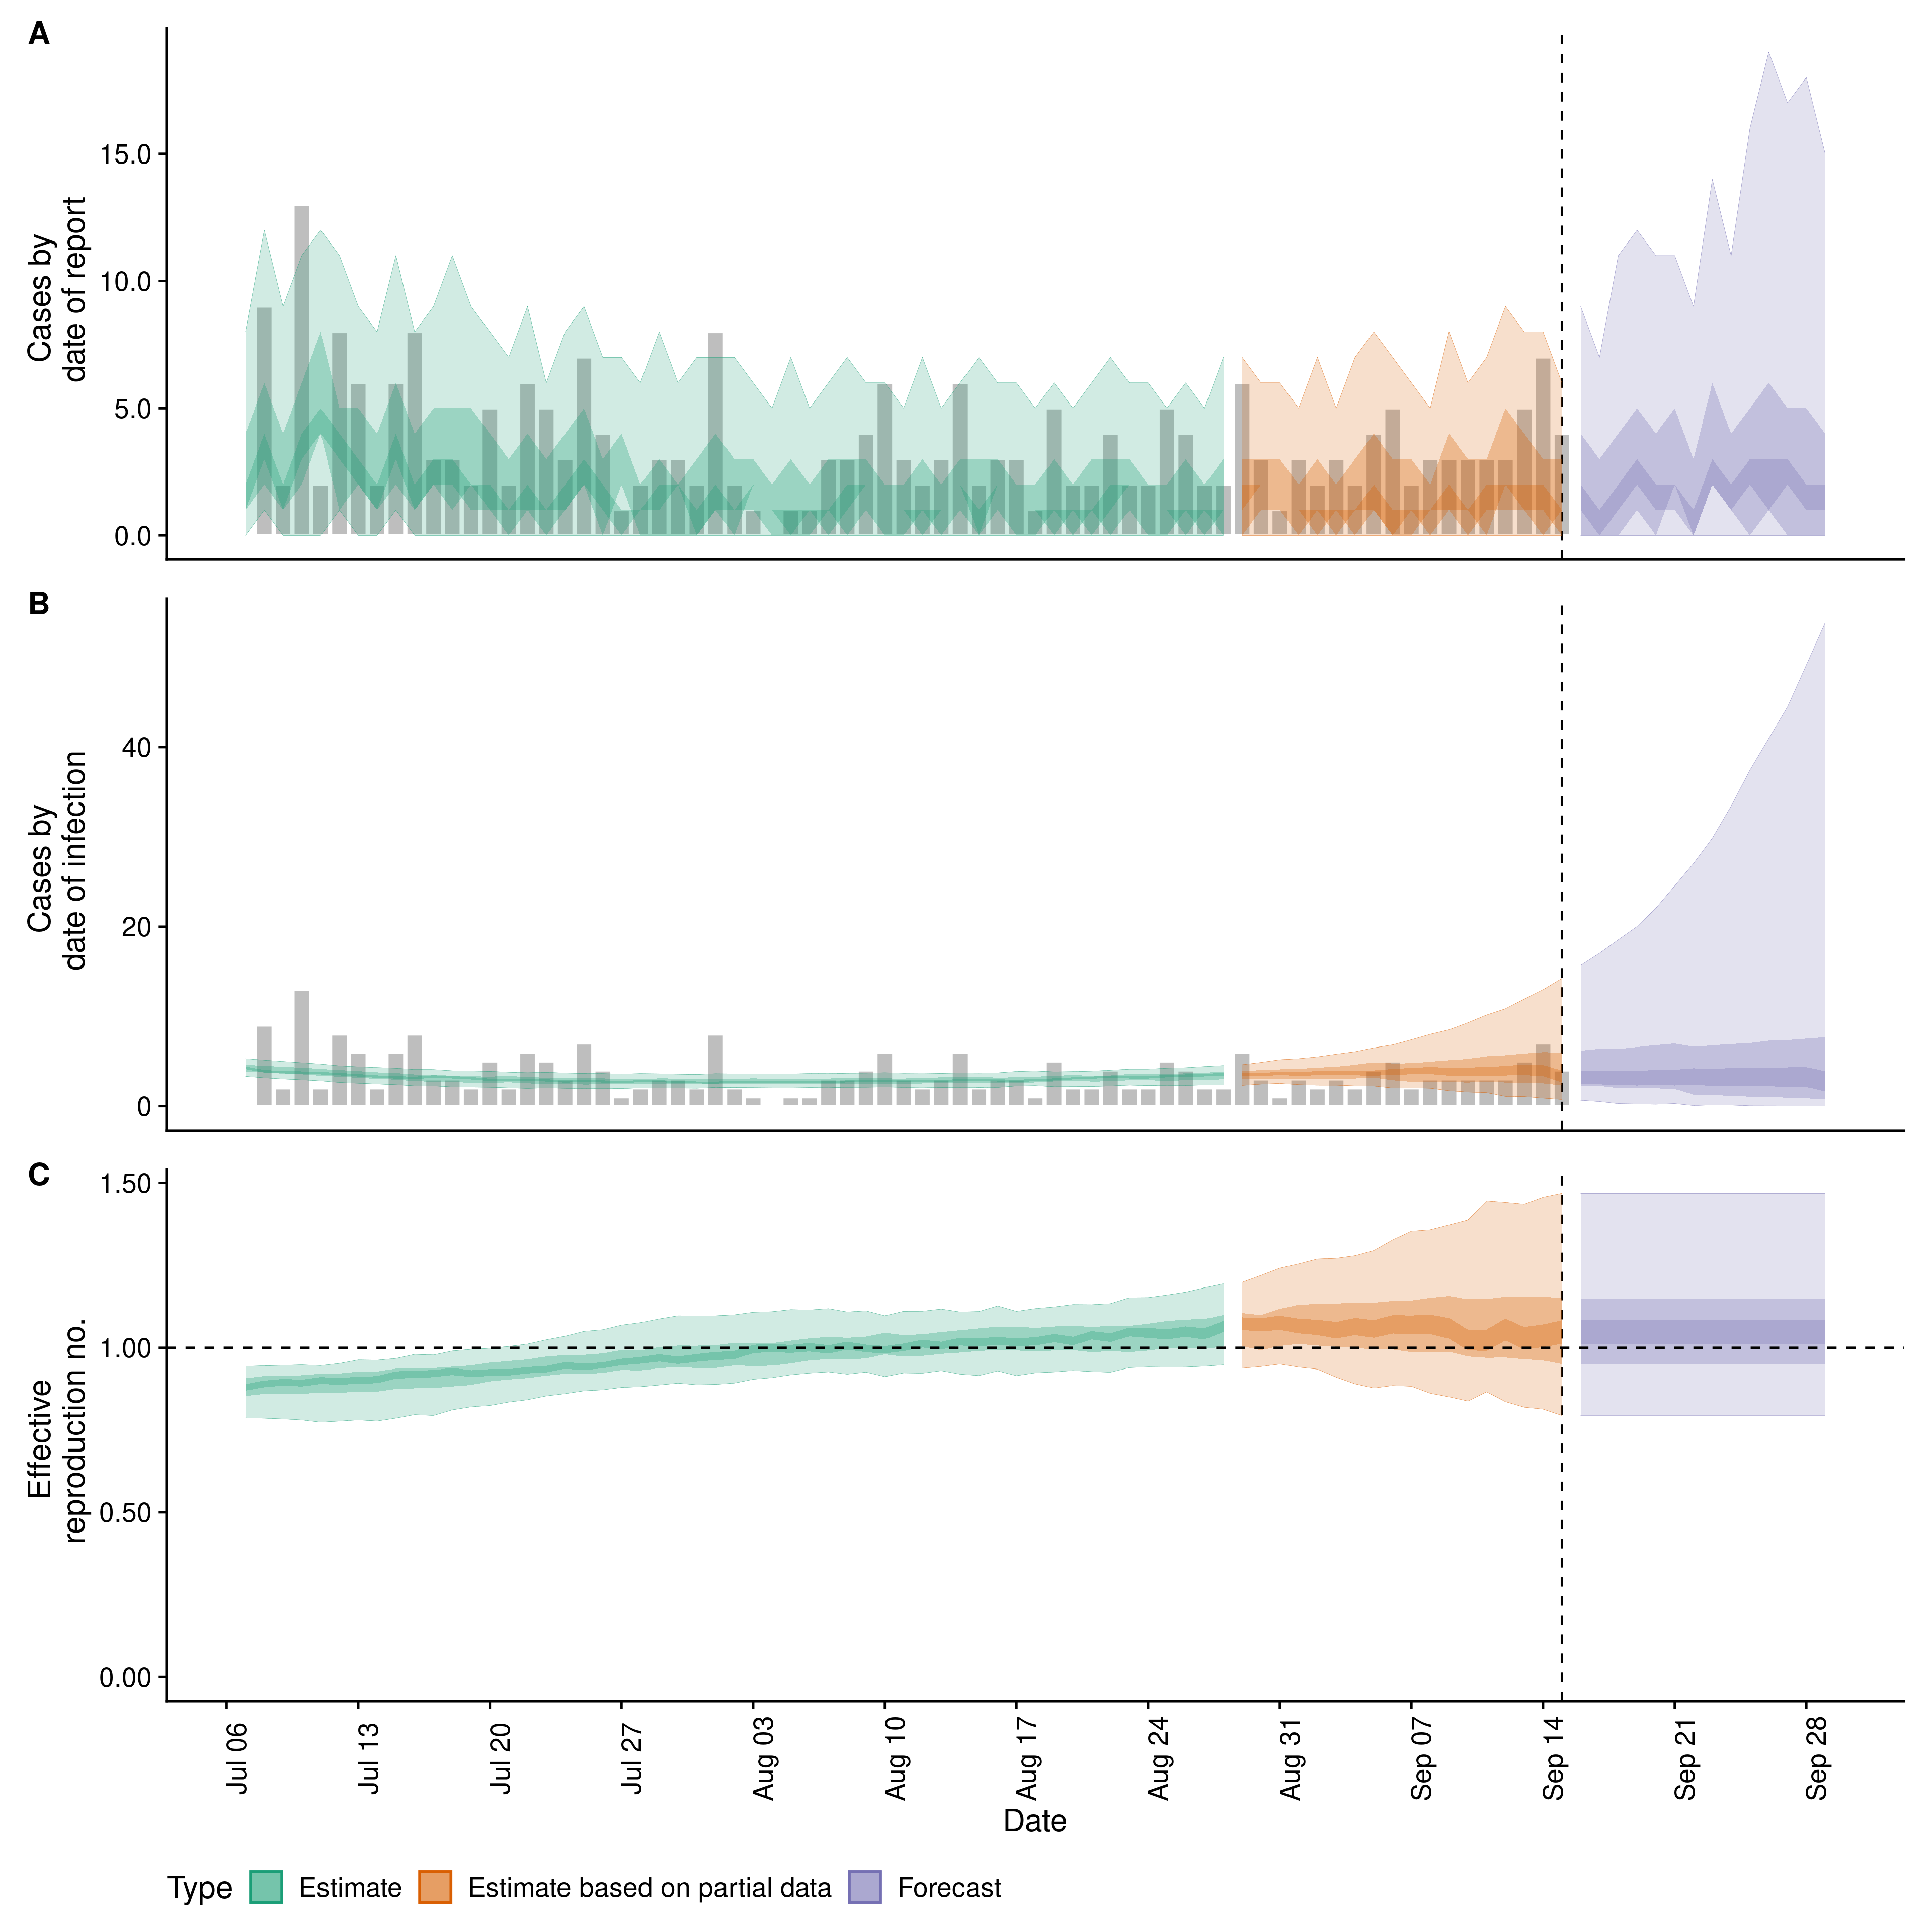 A
Cases by
date of report
15.0
10.0
5.0
0.0
B
Cases by
date of infection
40
20
0
C
Effective
reproduction no.
1.50
1.00
0.50
0.00
Jul 06
Jul 13
Jul 20
Jul 27
Aug 03
Aug 10
Aug 17
Aug 24
Aug 31
Sep 07
Sep 14
Sep 21
Sep 28
Date
Type Estimate Estimate based on partial data Forecast